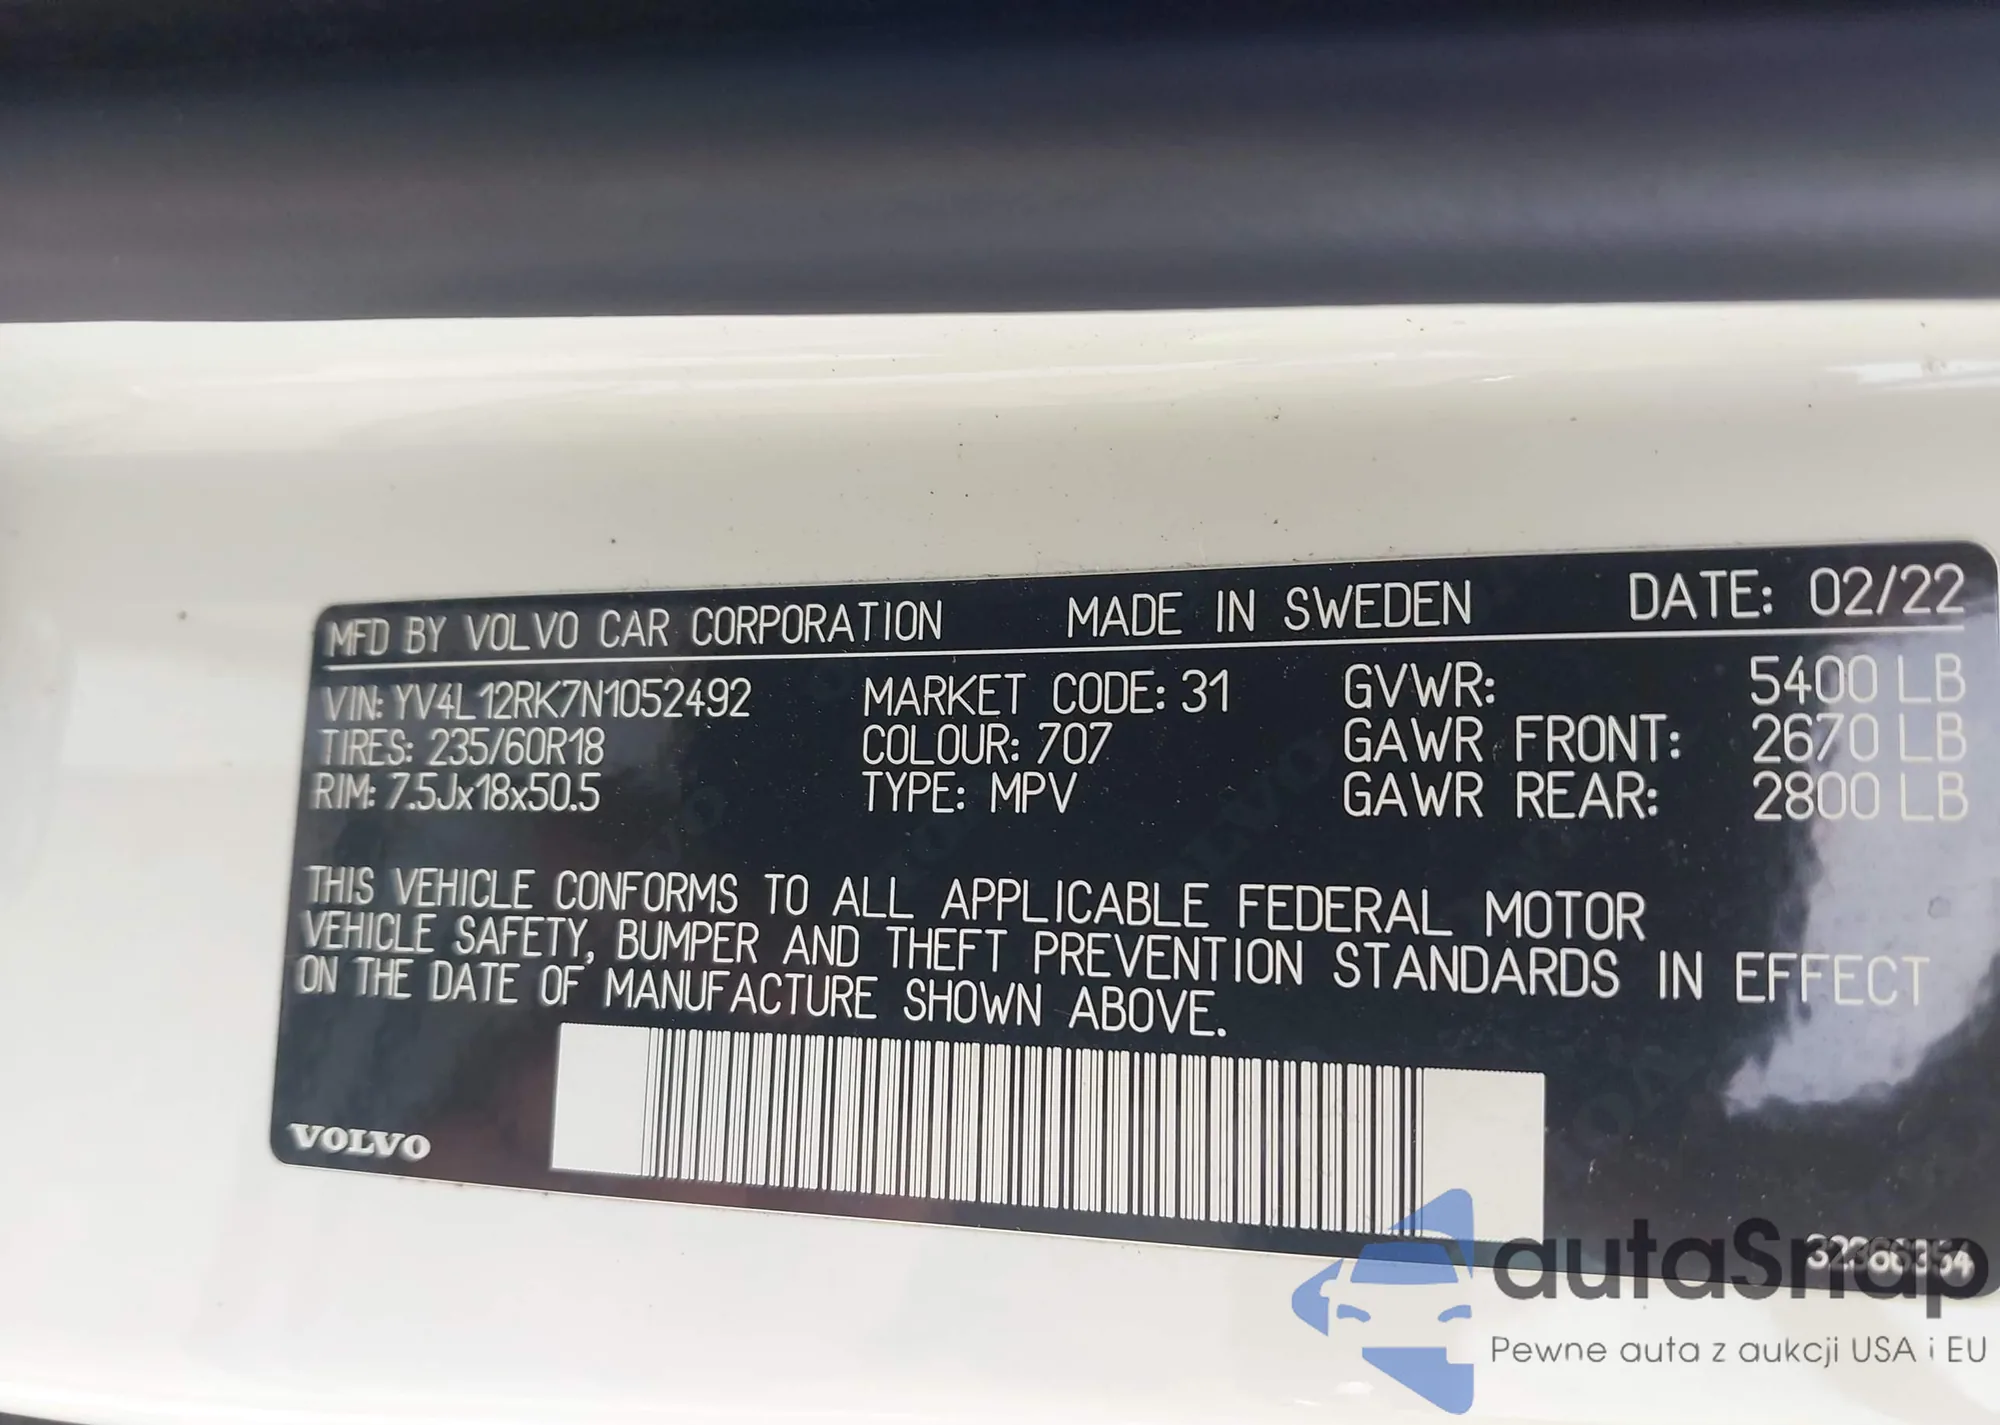 MFD BY VOLVO CAR CORPORATION MADE IN SWEDEN DATE: 02/22
VIN: YV4L12RK7N1052492 MARKET CODE: 31 GVWR: 5400 LB
TIRES: 235/60R18 COLOUR: 707 GAWR FRONT: 2670 LB
RIM: 7.5Jx18x50.5 TYPE: MPV GAWR REAR: 2800 LB
THIS VEHICLE CONFORMS TO ALL APPLICABLE FEDERAL MOTOR
VEHICLE SAFETY, BUMPER AND THEFT PREVENTION STANDARDS IN EFFECT
ON THE DATE OF MANUFACTURE SHOWN ABOVE.
VOLVO
32366354
autaSnap
Pewne auta z aukcji USA i EU